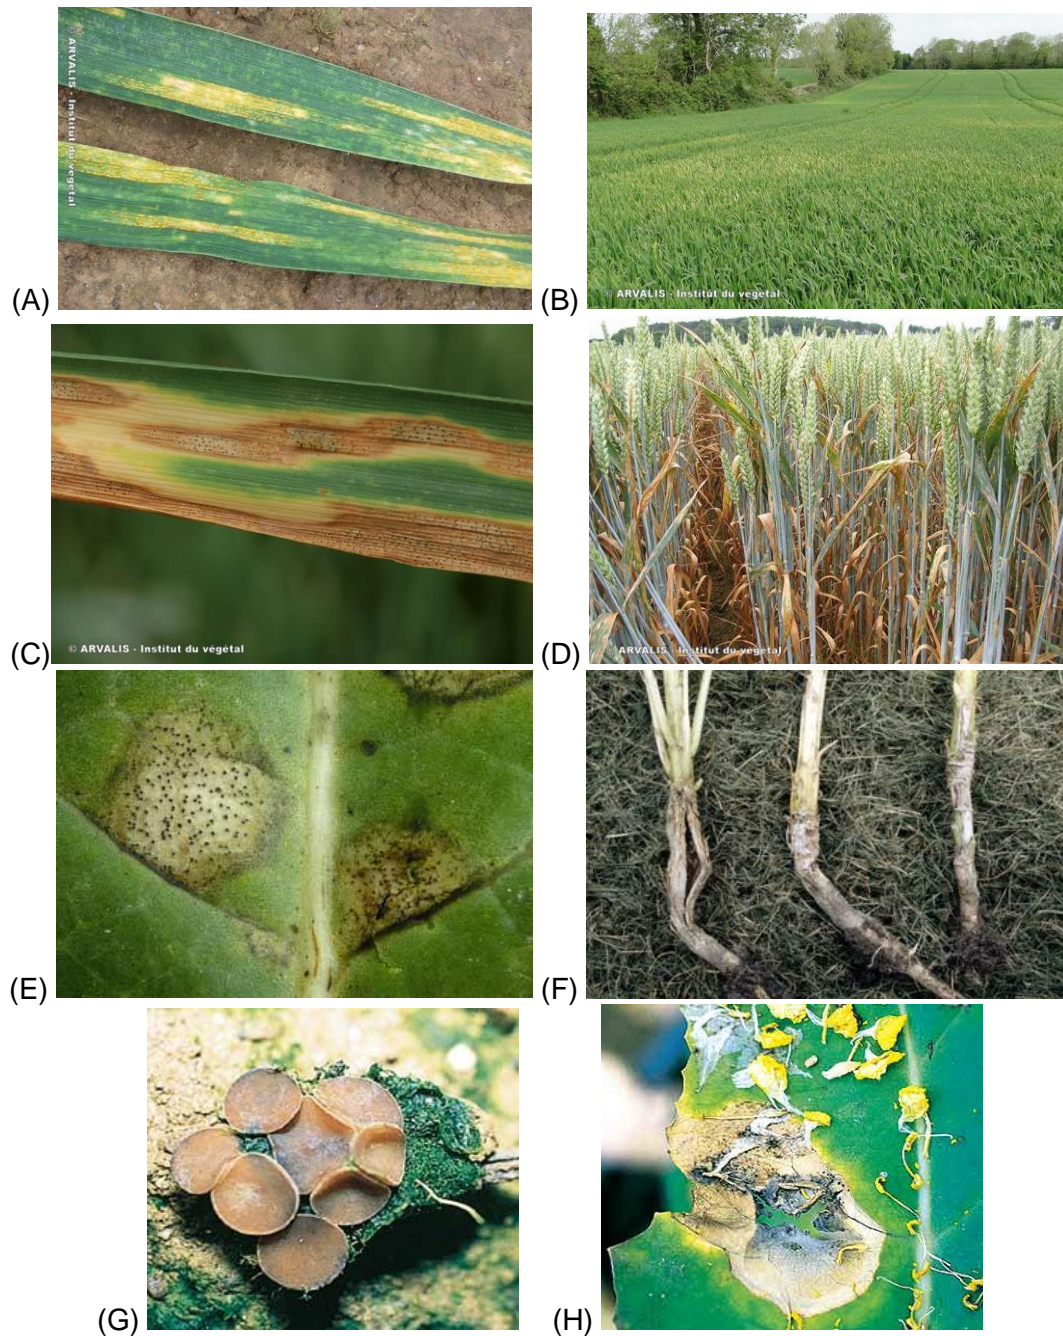 © ARVALIS - Institut du végétal
(A)
© ARVALIS - Institut du végétal
(B)
© ARVALIS - Institut du végétal
(C)
© ARVALIS - Institut du végétal
(D)
(E)
(F)
(G)
(H)